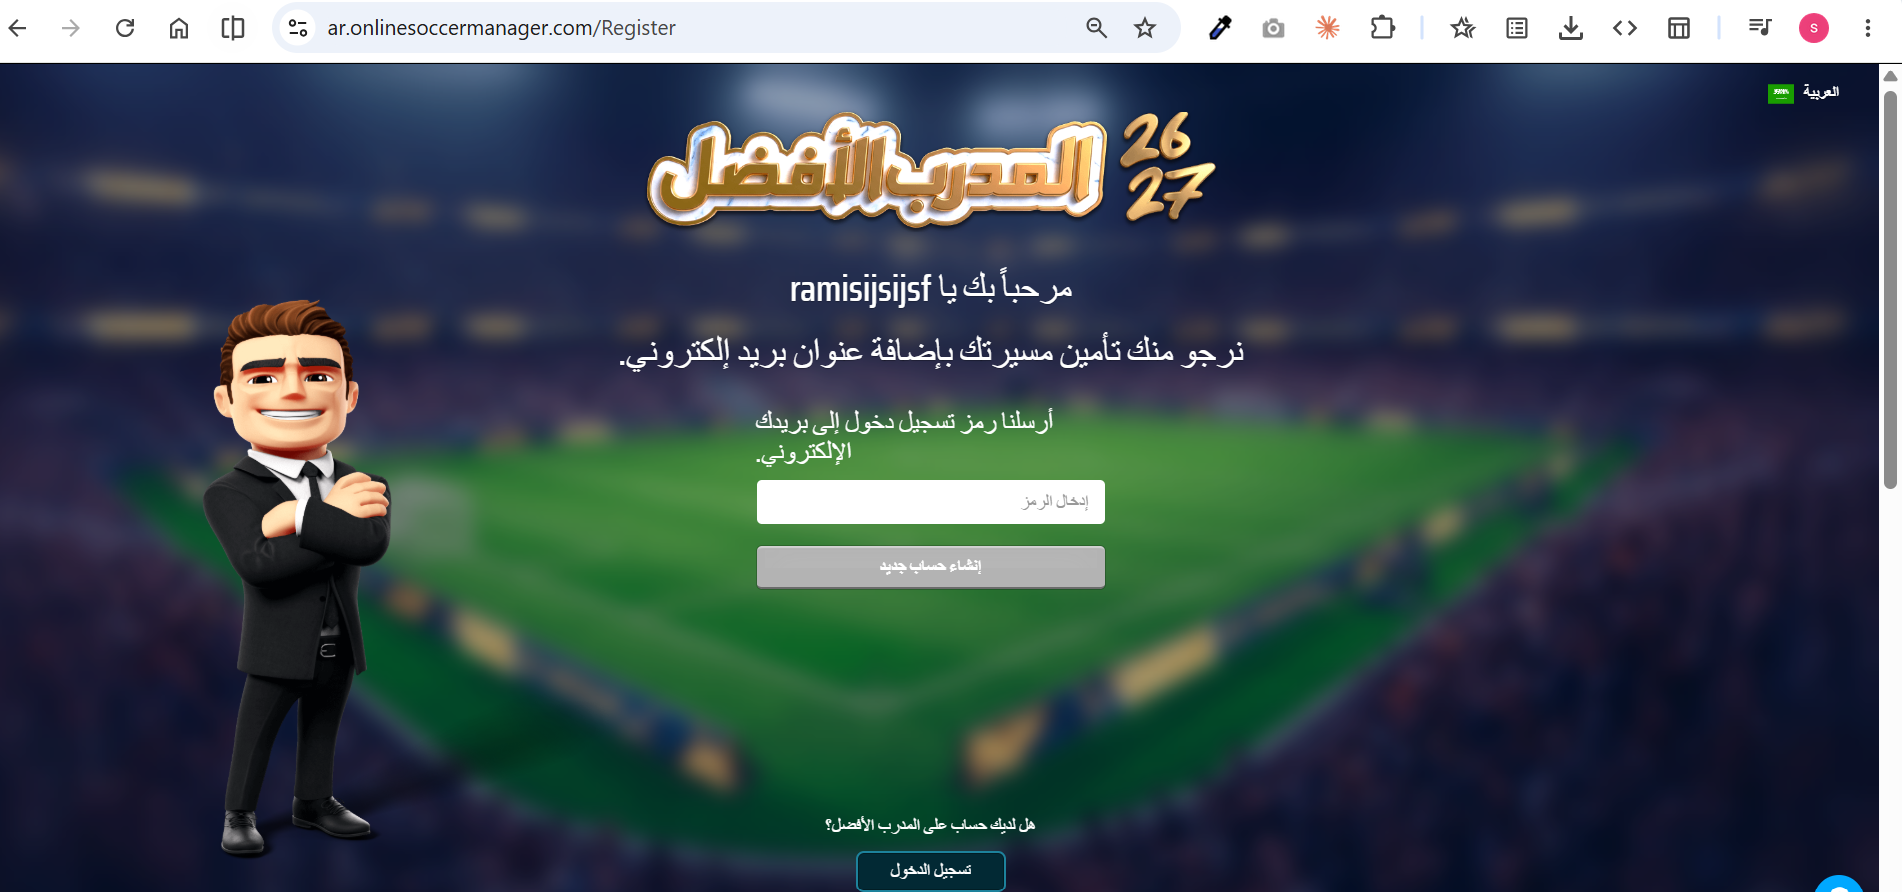 ar.onlinesoccermanager.com/Register
S
العربية
المدرب الأفضل 26 27
مرحباً بك يا ramisijsijsf
نرجو منك تأمين مسيرتك بإضافة عنوان بريد إلكتروني.
أرسلنا رمز تسجيل دخول إلى بريدك
الإلكتروني.
إدخال الرمز
إنشاء حساب جديد
هل لديك حساب على المدرب الأفضل؟
تسجيل الدخول